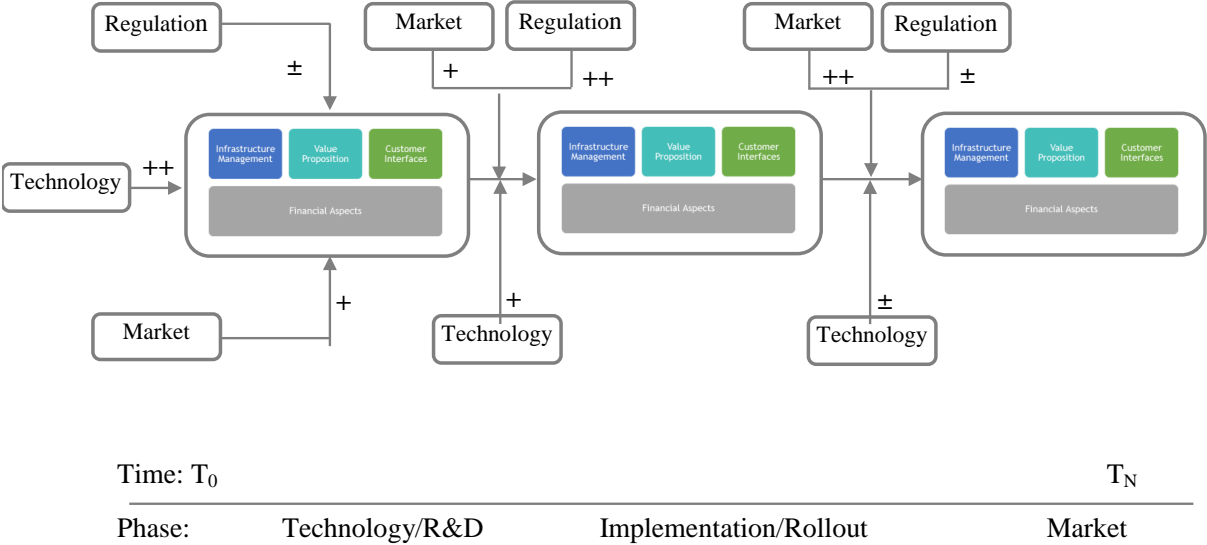 Regulation
Market
Regulation
Market
Regulation
±
+
++
++
±
Technology
++
Infrastructure
Management
Value
Proposition
Customer
Interfaces
Financial Aspects
Infrastructure
Management
Value
Proposition
Customer
Interfaces
Financial Aspects
Infrastructure
Management
Value
Proposition
Customer
Interfaces
Financial Aspects
Market
+
+
Technology
±
Technology
Time: T0 TN
Phase: Technology/R&D Implementation/Rollout Market